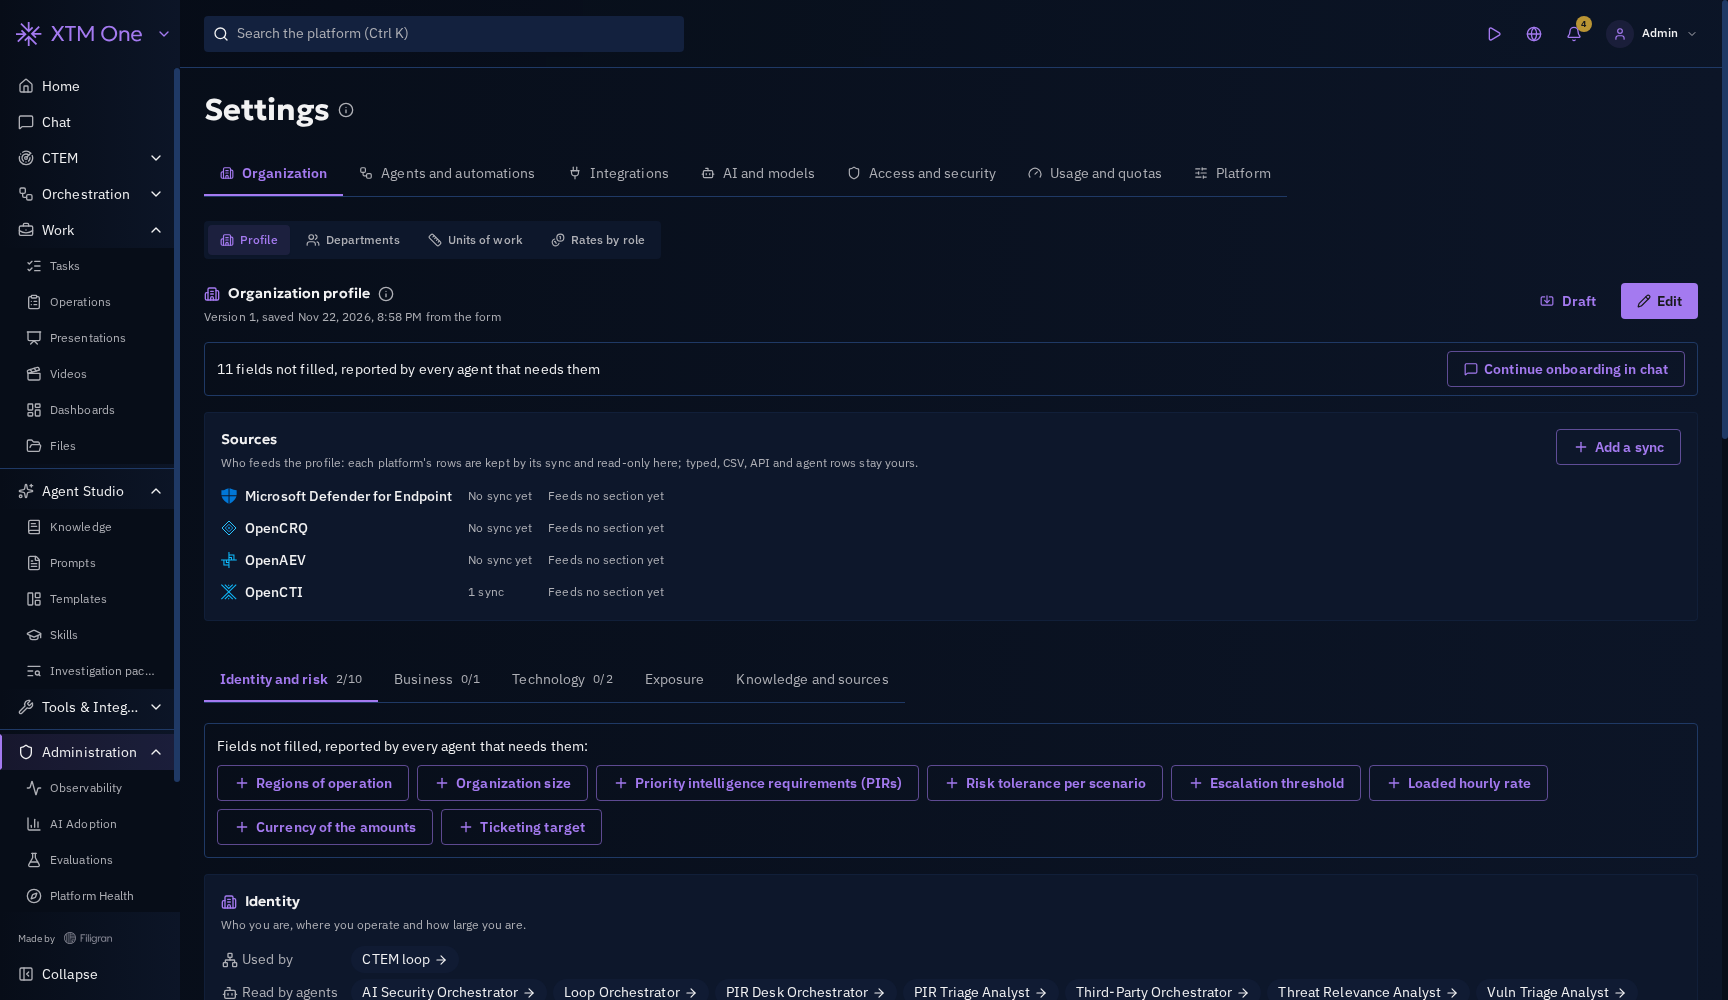 XTM One
Search the platform (Ctrl K)
4
Admin
Home
Chat
CTEM
Orchestration
Work
Tasks
Operations
Presentations
Videos
Dashboards
Files
Agent Studio
Knowledge
Prompts
Templates
Skills
Investigation pac...
Tools & Integ...
Administration
Observability
AI Adoption
Evaluations
Platform Health
Made by Filigran
Collapse
Settings
Organization
Agents and automations
Integrations
AI and models
Access and security
Usage and quotas
Platform
Profile
Departments
Units of work
Rates by role
Organization profile
Version 1, saved Nov 22, 2026, 8:58 PM from the form
Draft
Edit
11 fields not filled, reported by every agent that needs them
Continue onboarding in chat
Sources
Who feeds the profile: each platform's rows are kept by its sync and read-only here; typed, CSV, API and agent rows stay yours.
Add a sync
Microsoft Defender for Endpoint No sync yet Feeds no section yet
OpenCRQ No sync yet Feeds no section yet
OpenAEV No sync yet Feeds no section yet
OpenCTI 1 sync Feeds no section yet
Identity and risk 2/10
Business 0/1
Technology 0/2
Exposure
Knowledge and sources
Fields not filled, reported by every agent that needs them:
Regions of operation
Organization size
Priority intelligence requirements (PIRs)
Risk tolerance per scenario
Escalation threshold
Loaded hourly rate
Currency of the amounts
Ticketing target
Identity
Who you are, where you operate and how large you are.
Used by CTEM loop
Read by agents AI Security Orchestrator Loop Orchestrator PIR Desk Orchestrator PIR Triage Analyst Third-Party Orchestrator Threat Relevance Analyst Vuln Triage Analyst